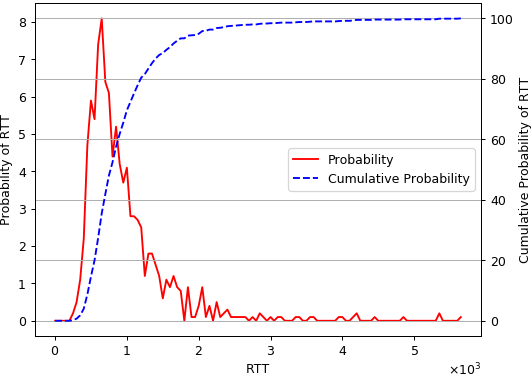 Probability of RTT
8
7
6
5
4
3
2
1
0
100
80
60
40
20
0
Cumulative Probability of RTT
Probability
Cumulative Probability
0 1 2 3 4 5
RTT
×10³